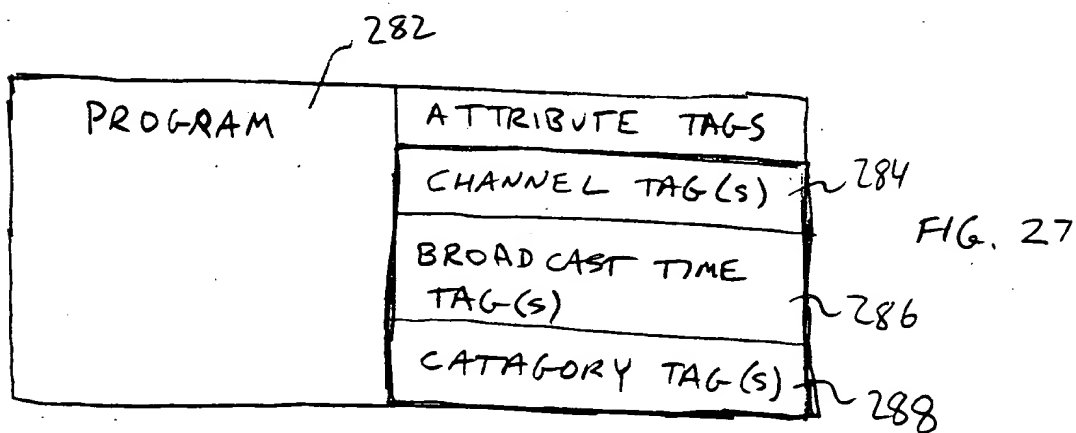 282
PROGRAM
ATTRIBUTE TAGS
CHANNEL TAG(S)
284
FIG. 27
BROADCAST TIME
TAG(S)
286
CATAGORY TAG(S)
288